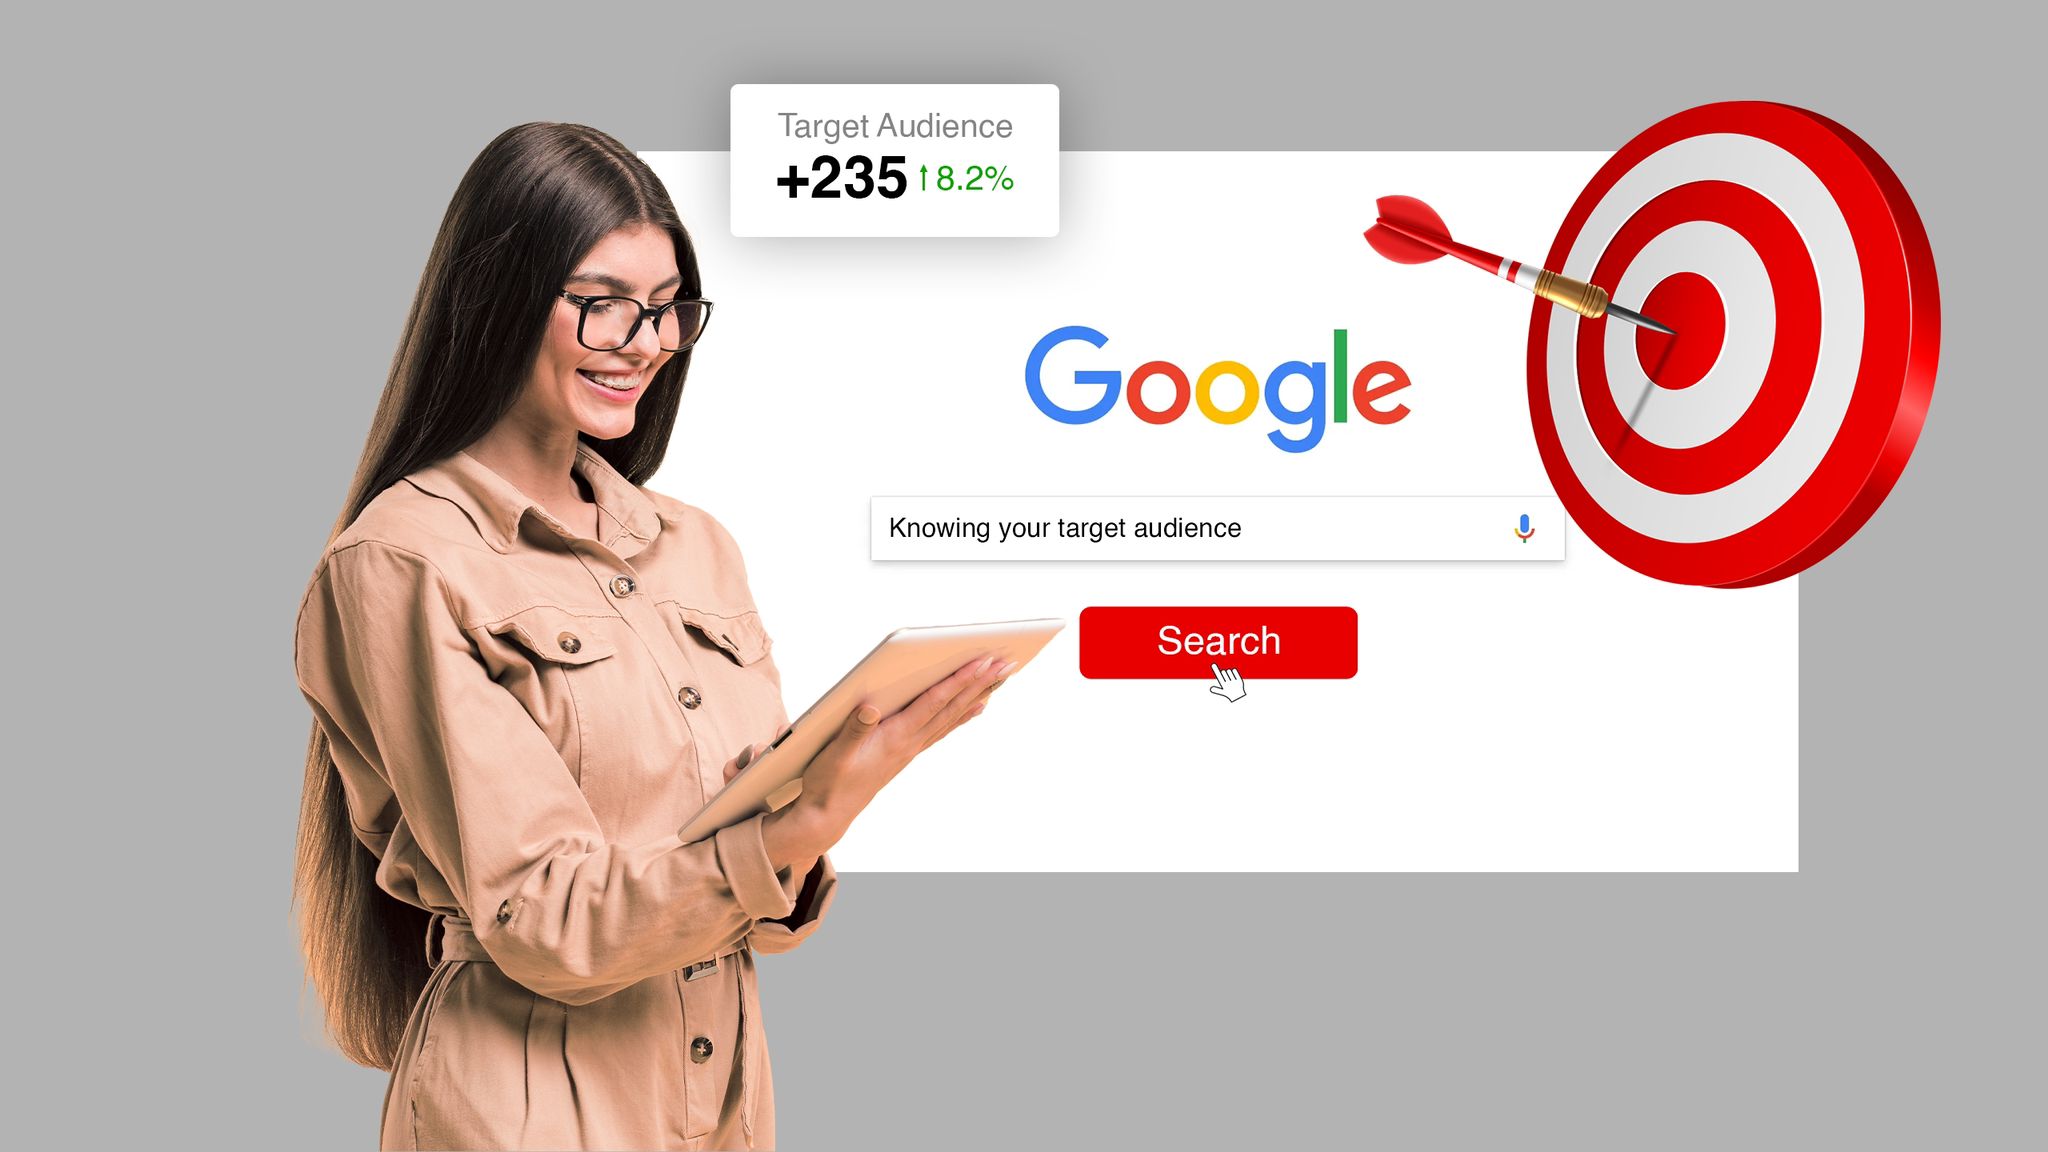 Target Audience
+235 ↑8.2%
Google
Knowing your target audience
Search